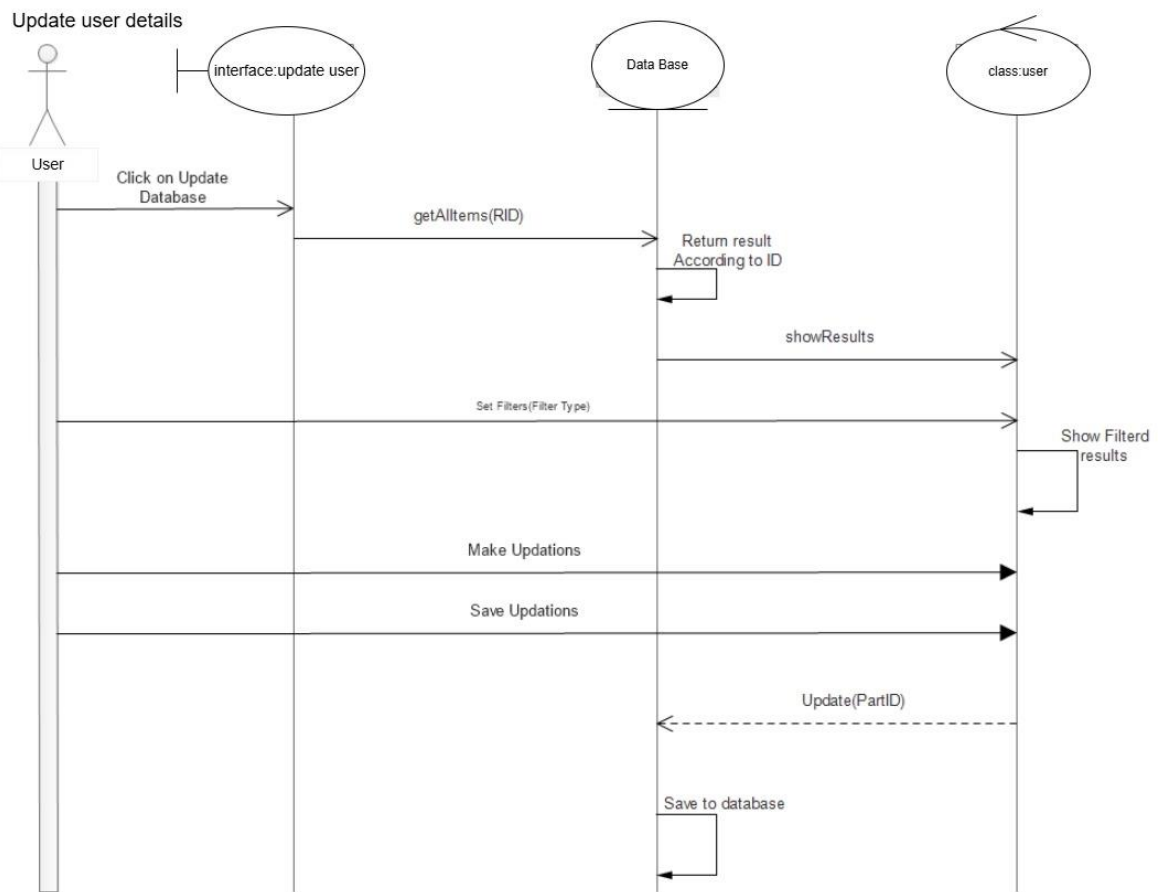 Update user details
interface:update user
Data Base
class:user
User
Click on Update
Database
getAlltems(RID)
Return result
According to ID
showResults
Set Filters(Filter Type)
Show Filterd
results
Make Updations
Save Updations
Update(PartID)
Save to database